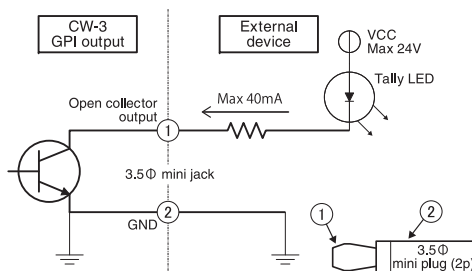 CW-3
GPI output
External
device
VCC
Max 24V
Tally LED
Open collector
output
Max 40mA
1
3.5Φ mini jack
2
GND
1
2
3.5Φ
mini plug (2p)